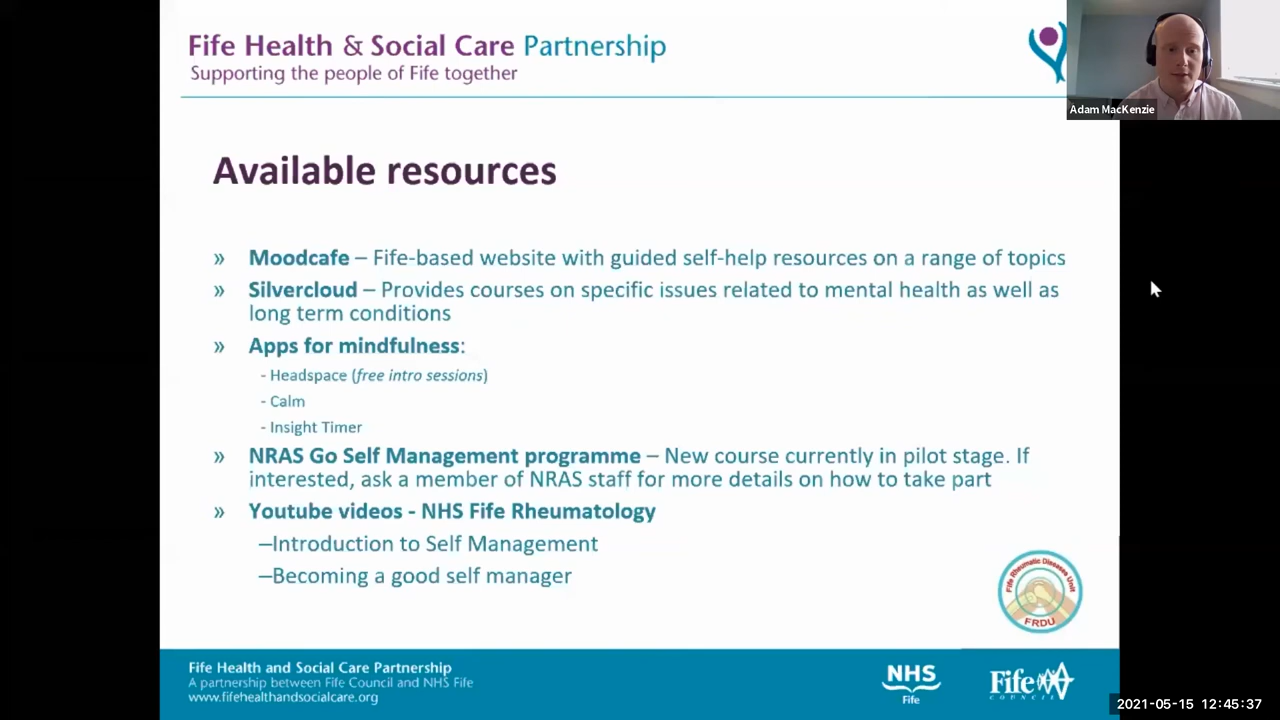 Fife Health & Social Care Partnership
Supporting the people of Fife together
Adam MacKenzie
Available resources
» Moodcafe – Fife-based website with guided self-help resources on a range of topics
» Silvercloud – Provides courses on specific issues related to mental health as well as
long term conditions
» Apps for mindfulness:
- Headspace (free intro sessions)
- Calm
- Insight Timer
» NRAS Go Self Management programme – New course currently in pilot stage. If
interested, ask a member of NRAS staff for more details on how to take part
» Youtube videos - NHS Fife Rheumatology
–Introduction to Self Management
–Becoming a good self manager
Fife Rheumatic Diseases Unit
FRDU
Fife Health and Social Care Partnership
A partnership between Fife Council and NHS Fife
www.fifehealthandsocialcare.org
NHS
Fife
Fife
COUNCIL
2021-05-15 12:45:37